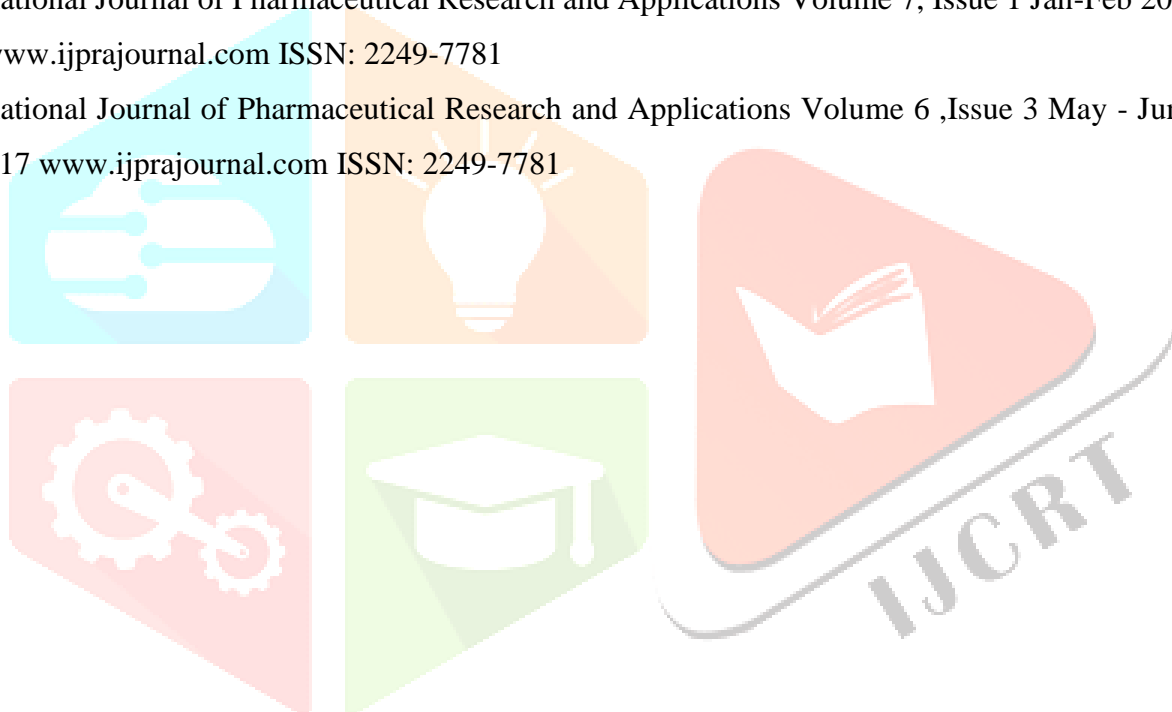 ational Journal of Pharmaceutical Research and Applications Volume 7, Issue 1 Jan-Feb 20
www.ijprajournal.com ISSN: 2249-7781
ational Journal of Pharmaceutical Research and Applications Volume 6 ,Issue 3 May - Jun
17 www.ijprajournal.com ISSN: 2249-7781
IJCRT